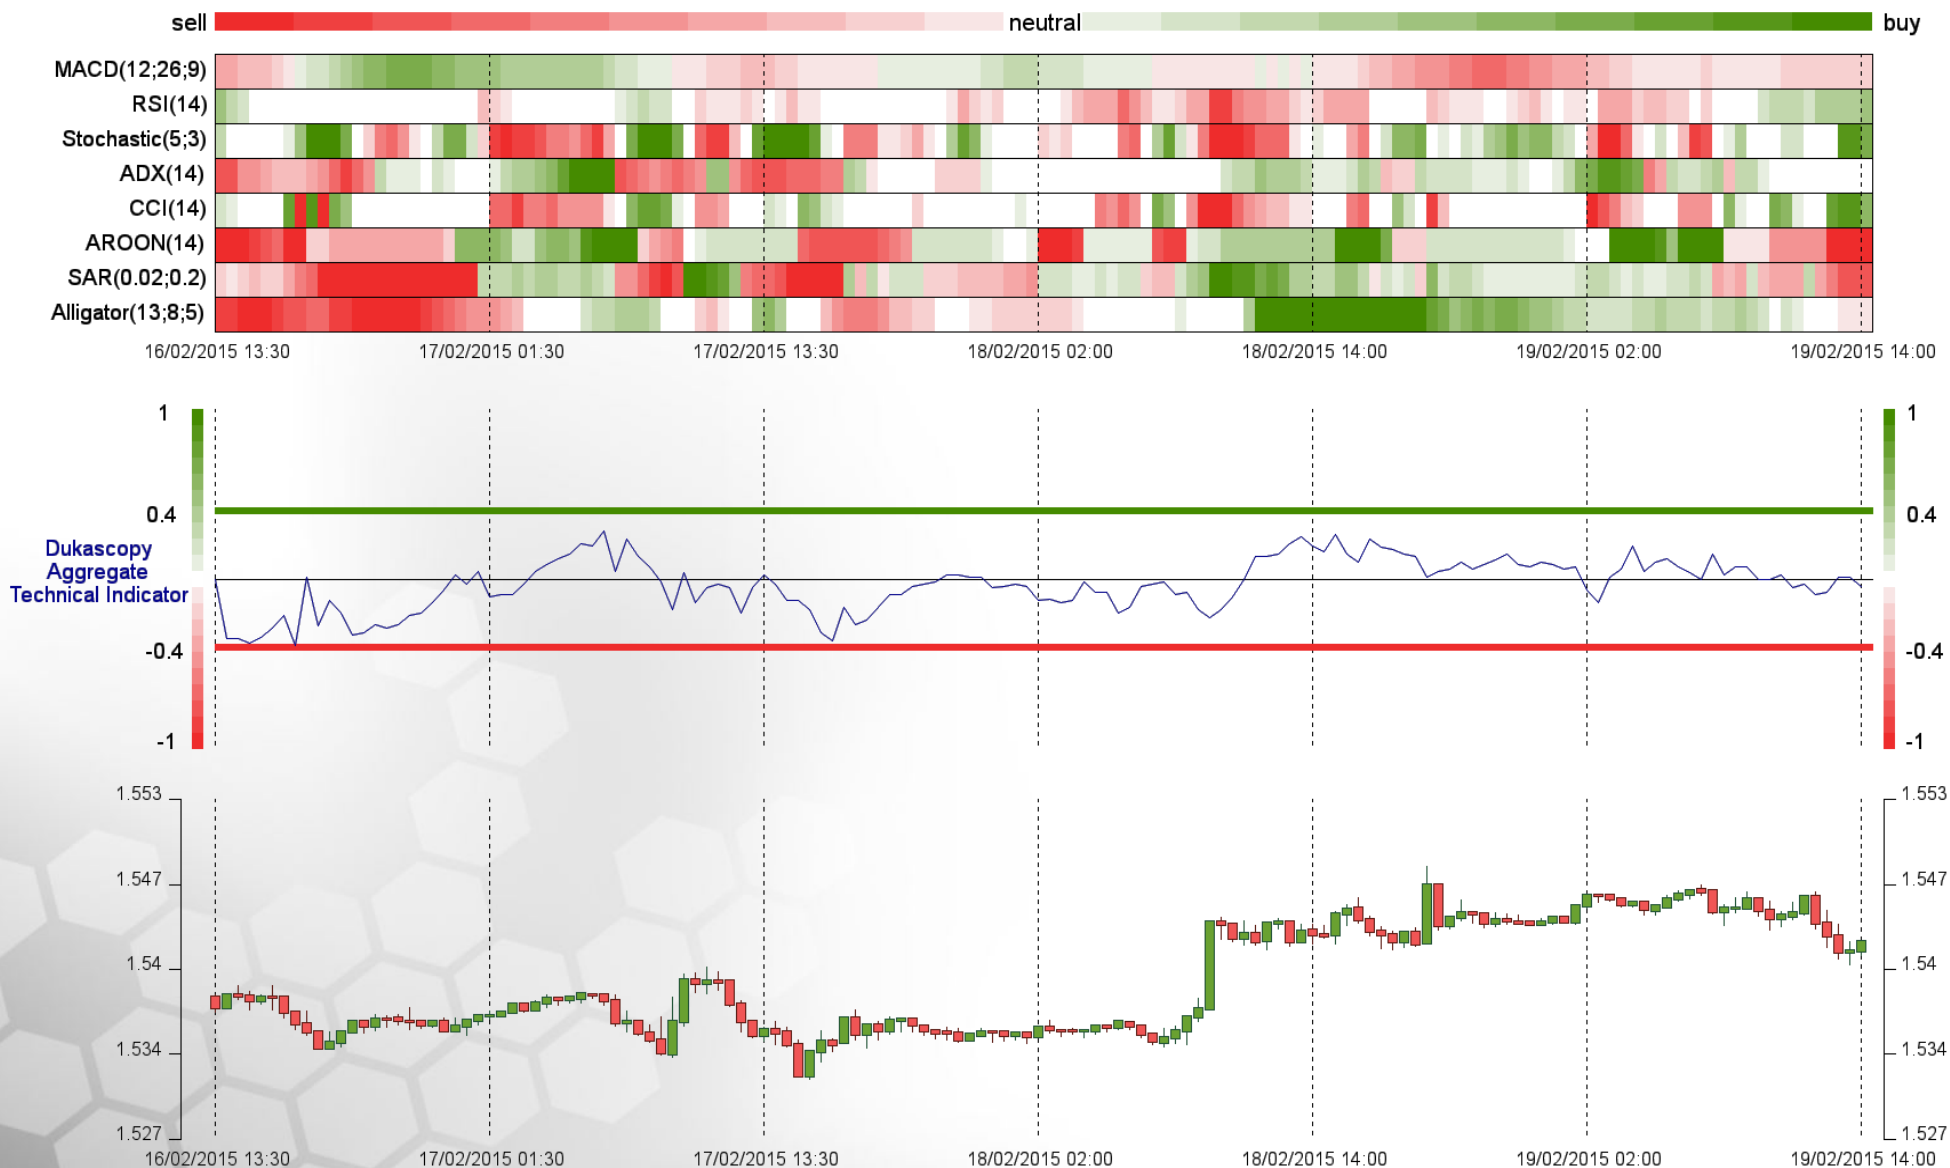 sell neutral buy
MACD(12;26;9)
RSI(14)
Stochastic(5;3)
ADX(14)
CCI(14)
AROON(14)
SAR(0.02;0.2)
Alligator(13;8;5)
16/02/2015 13:30 17/02/2015 01:30 17/02/2015 13:30 18/02/2015 02:00 18/02/2015 14:00 19/02/2015 02:00 19/02/2015 14:00
1 1
0.4 0.4
Dukascopy
Aggregate
Technical Indicator
-0.4 -0.4
-1 -1
1.553 1.553
1.547 1.547
1.54 1.54
1.534 1.534
1.527 1.527
16/02/2015 13:30 17/02/2015 01:30 17/02/2015 13:30 18/02/2015 02:00 18/02/2015 14:00 19/02/2015 02:00 19/02/2015 14:00